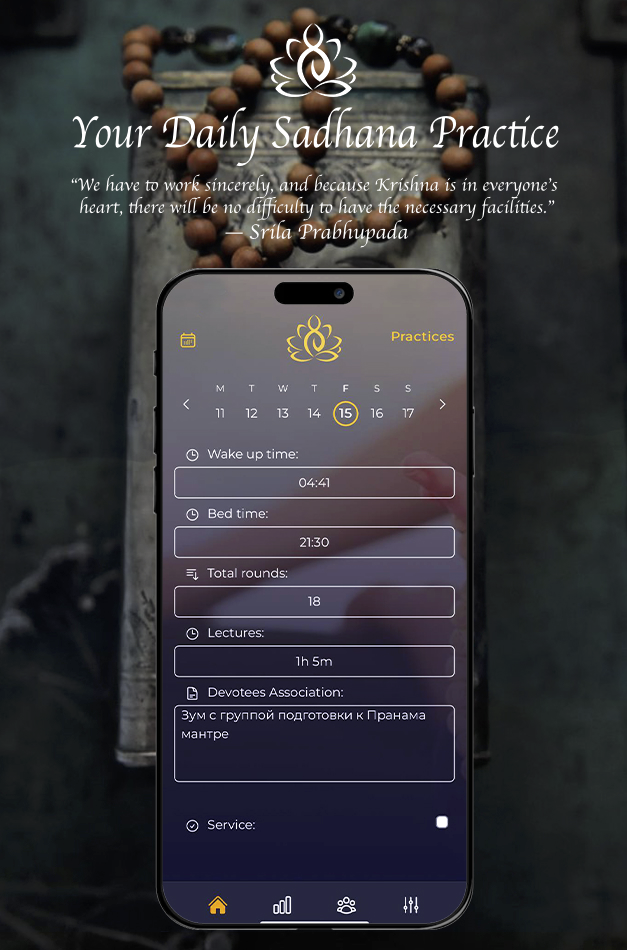 Your Daily Sadhana Practice
“We have to work sincerely, and because Krishna is in everyone's
heart, there will be no difficulty to have the necessary facilities.”
— Srila Prabhupada
Practices
M T W T F S S
11 12 13 14 15 16 17
Wake up time:
04:41
Bed time:
21:30
Total rounds:
18
Lectures:
1h 5m
Devotees Association:
Зум с группой подготовки к Пранама
мантре
Service: